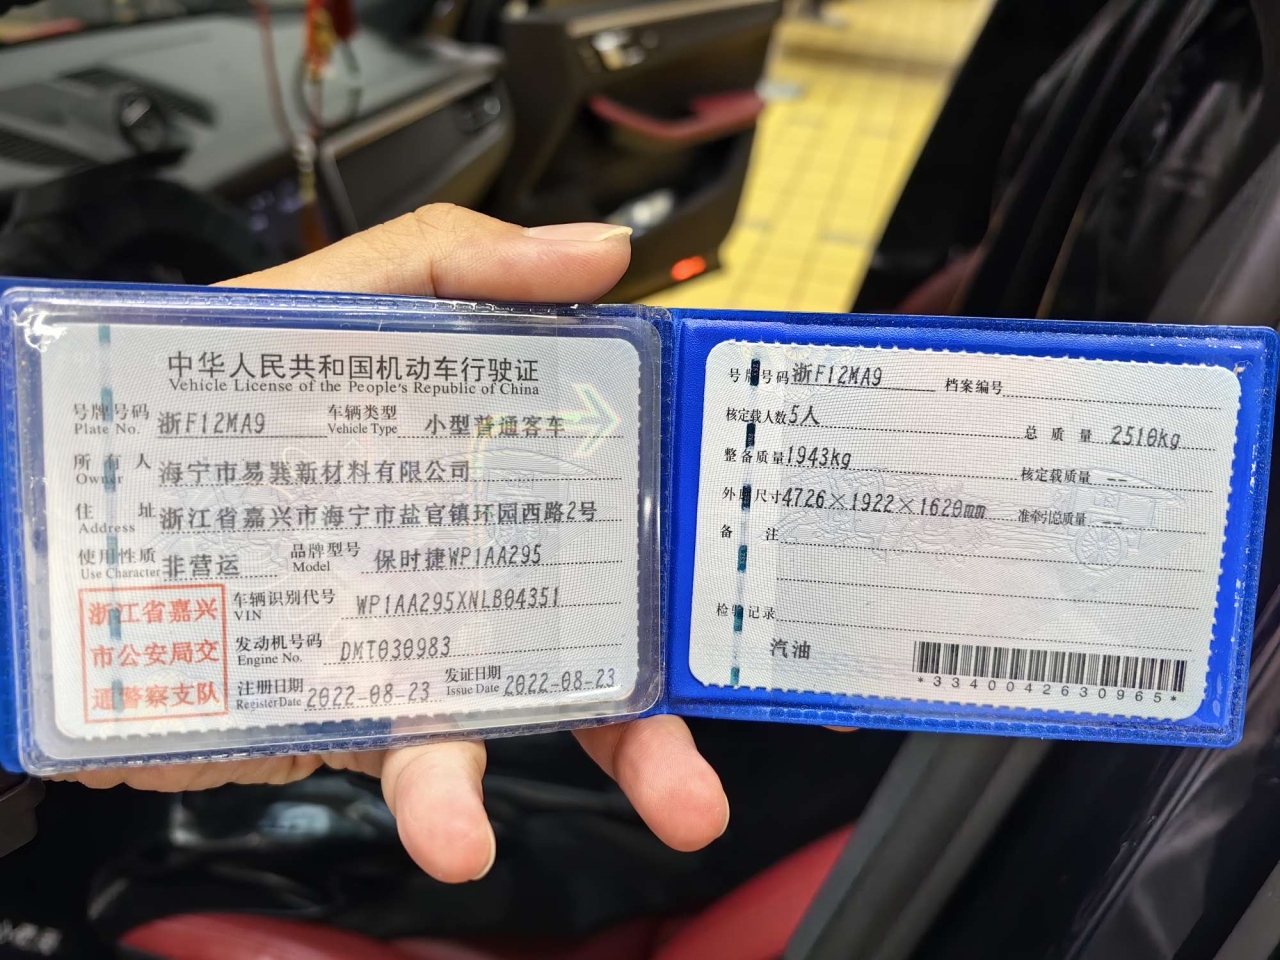 中华人民共和国机动车行驶证
Vehicle License of the People's Republic of China
号牌号码 浙F12MA9 车辆类型 小型普通客车
Plate No. Vehicle Type
所有人 海宁市易巽新材料有限公司
Owner
住址 浙江省嘉兴市海宁市盐官镇环园西路2号
Address
使用性质 非营运 品牌型号 保时捷WP1AA295
Use Character Model
浙江省嘉兴
市公安局交
通警察支队
车辆识别代号 WP1AA295XNLB04351
VIN
发动机号码 DMT030983
Engine No.
注册日期 2022-08-23 发证日期 2022-08-23
Register Date Issue Date
号牌号码 浙F12MA9 档案编号
核定载人数 5人 总质量 2510kg
整备质量 1943kg 核定载质量 --
外廓尺寸 4726×1922×1620mm 准牵引总质量 --
备注
检验记录
汽油
*3340042630965*